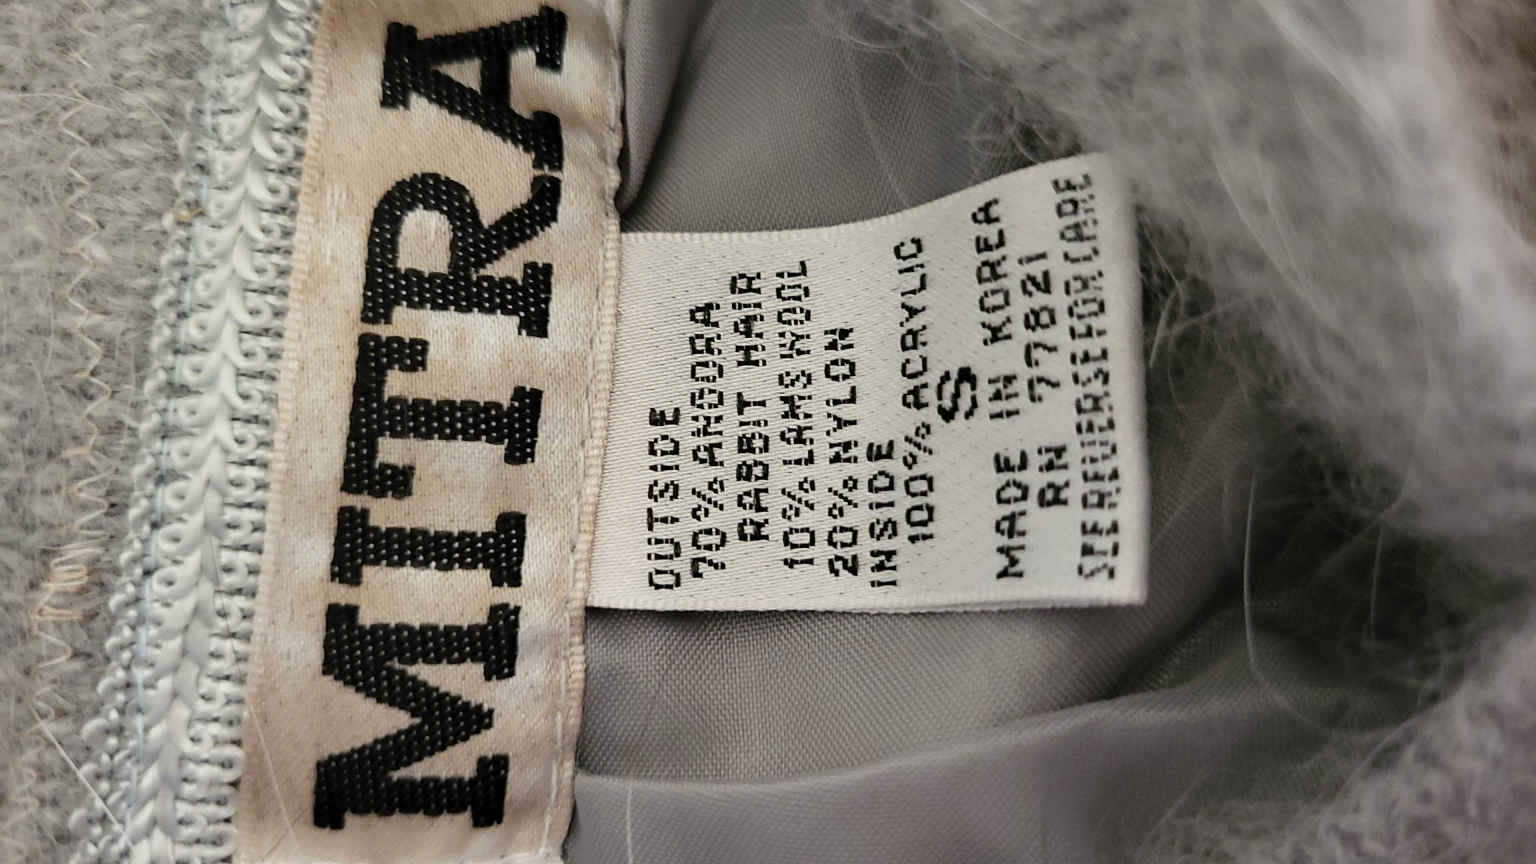 MITRA
OUTSIDE
70% ANGORA
RABBIT HAIR
10% LAMS WOOL
20% NYLON
INSIDE
100% ACRYLIC
S
MADE IN KOREA
RN 77821
SEE REVERSE FOR CARE